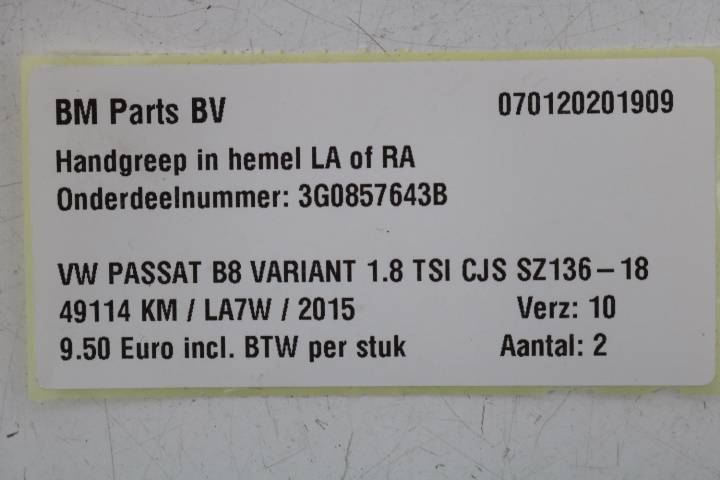 BM Parts BV 070120201909
Handgreep in hemel LA of RA
Onderdeelnummer: 3G0857643B
VW PASSAT B8 VARIANT 1.8 TSI CJS SZ136-18
49114 KM / LA7W / 2015 Verz: 10
9.50 Euro incl. BTW per stuk Aantal: 2